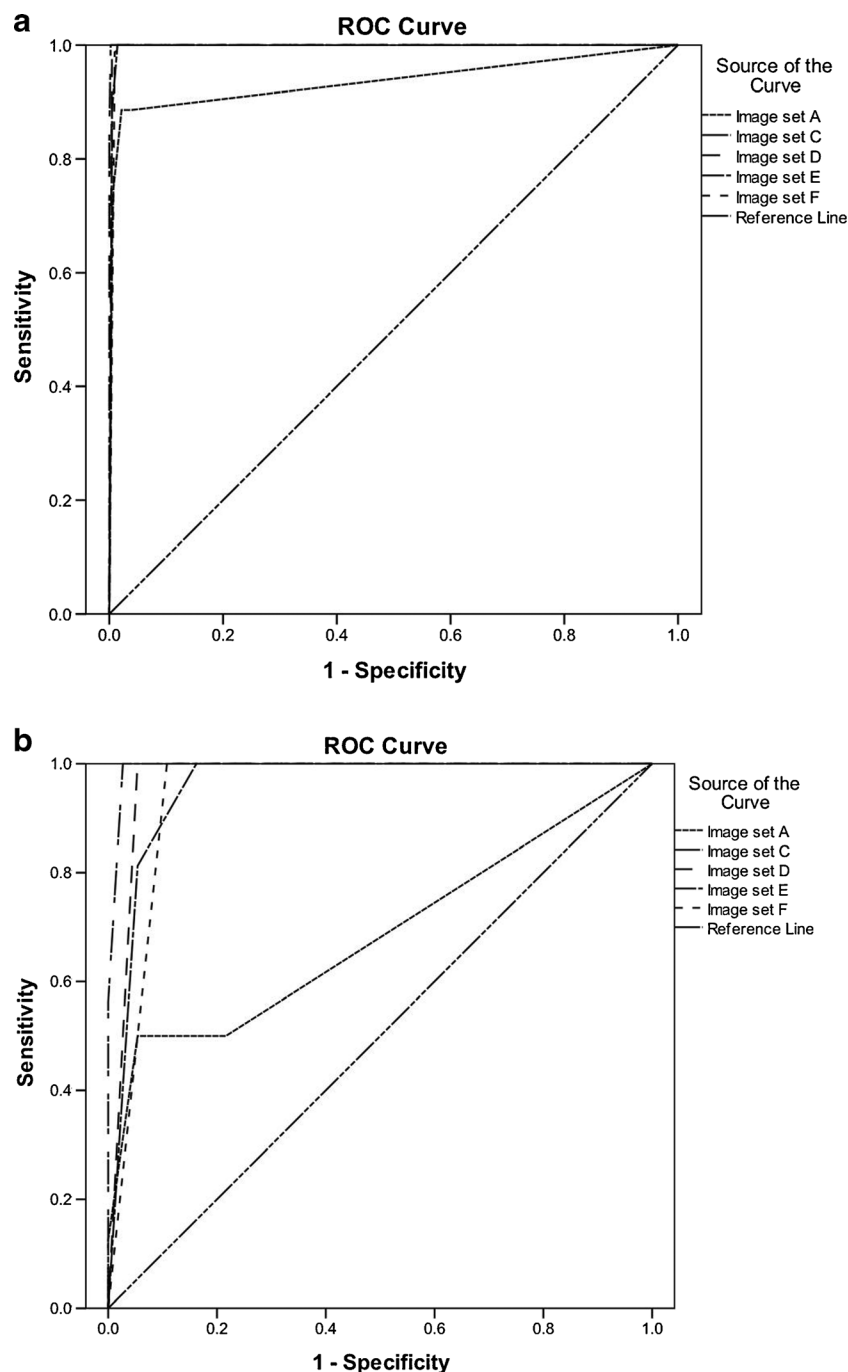 a
ROC Curve
1.0
0.8
0.6
0.4
0.2
0.0
Sensitivity
0.0 0.2 0.4 0.6 0.8 1.0
1 - Specificity
Source of the
Curve
Image set A
Image set C
Image set D
Image set E
Image set F
Reference Line
b
ROC Curve
1.0
0.8
0.6
0.4
0.2
0.0
Sensitivity
0.0 0.2 0.4 0.6 0.8 1.0
1 - Specificity
Source of the
Curve
Image set A
Image set C
Image set D
Image set E
Image set F
Reference Line